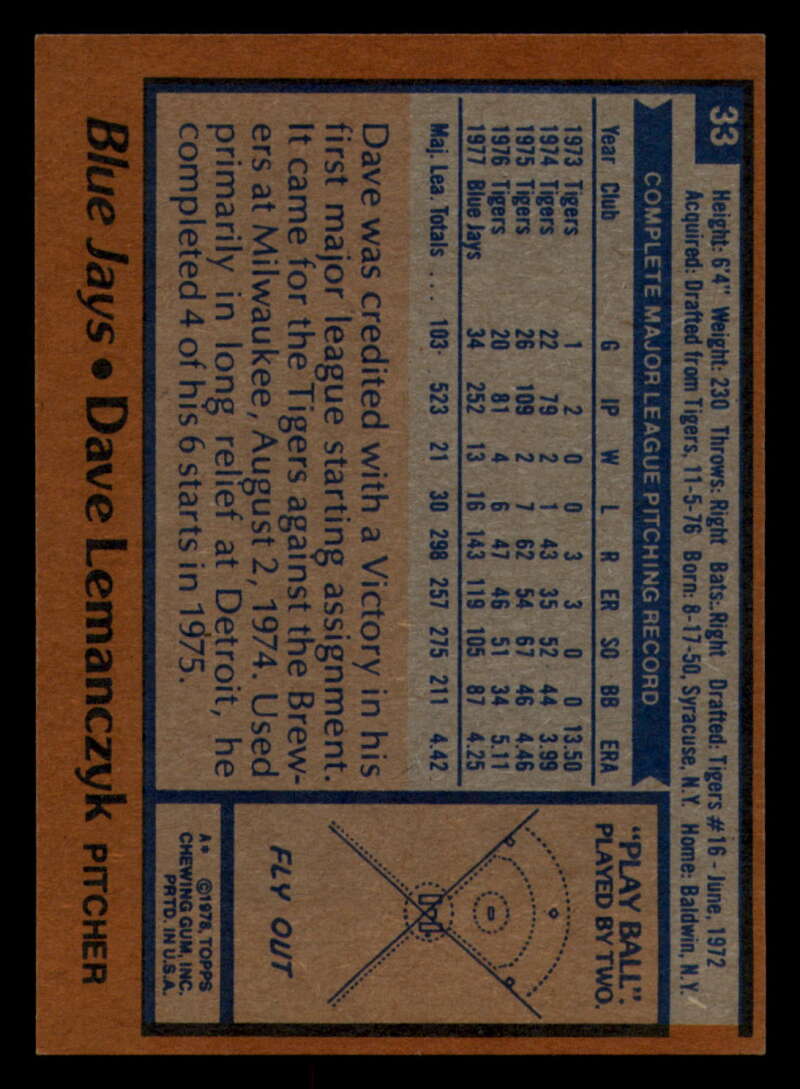 33
Height: 6'4" Weight: 230 Throws: Right Bats: Right Drafted: Tigers #16 - June, 1972
Acquired: Drafted from Tigers, 11-5-76 Born: 8-17-50, Syracuse, N.Y. Home: Baldwin, N.Y.
COMPLETE MAJOR LEAGUE PITCHING RECORD
Year Club G IP W L R ER SO BB ERA
1973 Tigers 1 2 0 0 3 3 0 0 13.50
1974 Tigers 22 79 2 1 43 35 52 44 3.99
1975 Tigers 26 109 2 7 62 54 67 46 4.46
1976 Tigers 20 81 4 6 47 46 51 34 5.11
1977 Blue Jays 34 252 13 16 143 119 105 87 4.25
Maj. Lea. Totals ... 103 523 21 30 298 257 275 211 4.42
Dave was credited with a Victory in his
first major league starting assignment.
It came for the Tigers against the Brew-
ers at Milwaukee, August 2, 1974. Used
primarily in long relief at Detroit, he
completed 4 of his 6 starts in 1975.
"PLAY BALL":
PLAYED BY TWO.
FLY OUT
A* ©1978, TOPPS
CHEWING GUM, INC.
PRTD. IN U.S.A.
Blue Jays • Dave Lemanczyk PITCHER